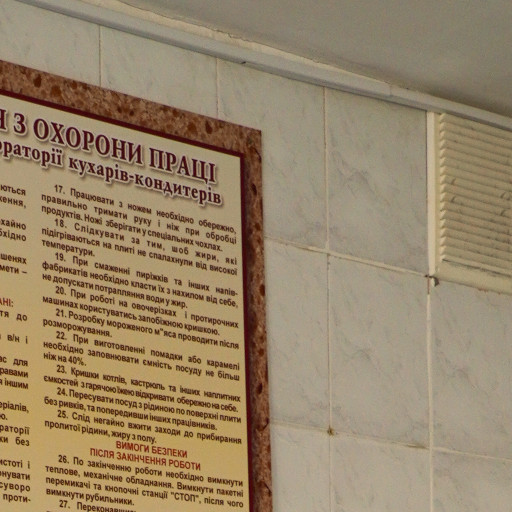 З ОХОРОНИ ПРАЦІ
кухарів-кондитерів
17. Працювати з ножем необхідно обережно,
правильно тримати руку і ніж при обробці
продуктів. Ножі зберігати у спеціальних чохлах.
18. Слідкувати за тим, шоб жири, які
підігріваються на плиті не спалахнули від високої
температури.
19. При смаженні пиріжків та інших напів-
фабрикатів необхідно класти їх з нахилом від себе,
не допускати потрапляння води у жир.
20. При роботі на овочерізках і протирочних
машинах користуватись запобіжною кришкою.
21. Розробку мороженого м"яса проводити після
розморожування.
22. При виготовленні помадки або карамелі
необхідно заповнювати ємність посуду не більш
ніж на 40%.
23. Кришки котлів, каструль та інших наплитних
ємкостей з гарячою їжею відкривати обережно на себе.
24. Пересувати посуд з рідиною по поверхні плити
без ривків, та попередивши інших працівників.
25. Слід негайно вжити заходи до прибирання
пролитої рідини, жиру з полу.
ВИМОГИ БЕЗПЕКИ
ПІСЛЯ ЗАКІНЧЕННЯ РОБОТИ
26. По закінченню роботи необхідно вимкнути
теплове, механічне обладнання. Вимкнути пакетні
перемикачі та кнопочні станції "СТОП", після чого
вимкнути рубильники.
27.